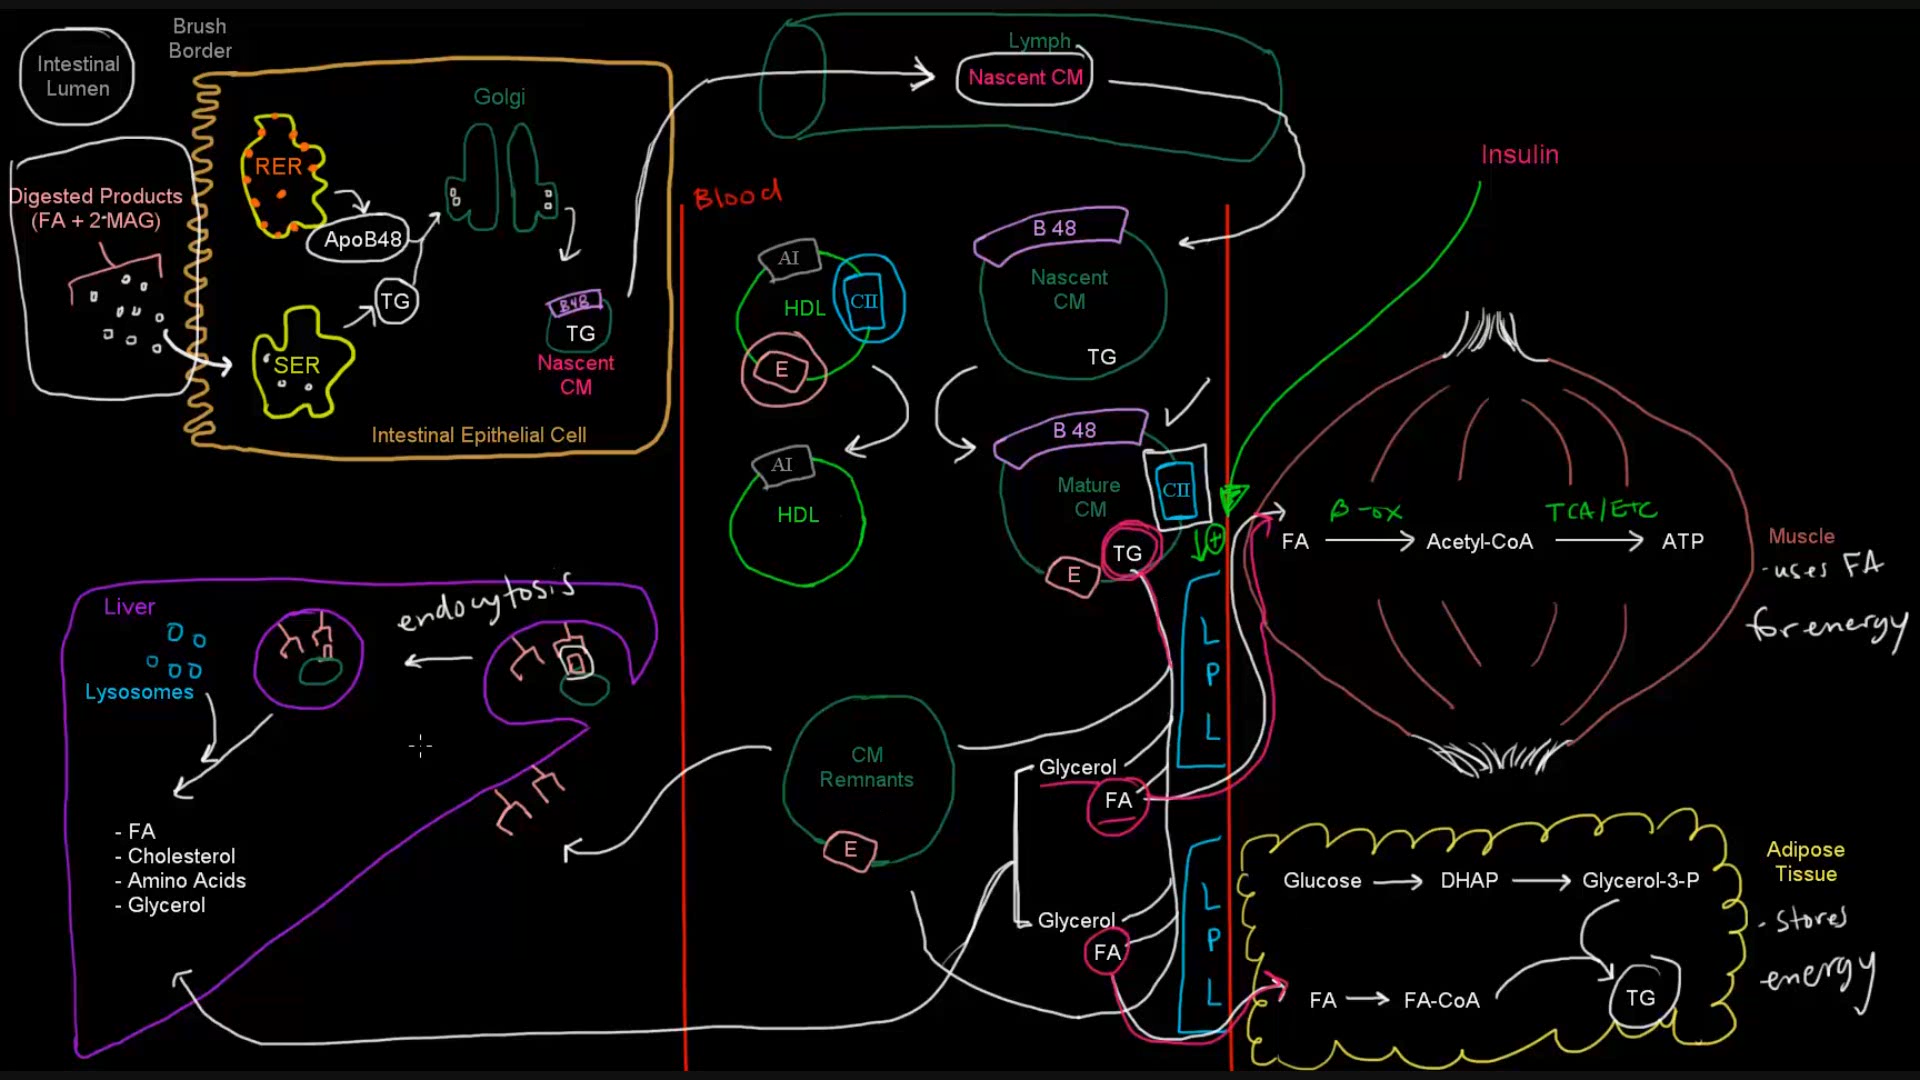 Intestinal
Lumen
Brush
Border
Digested Products
(FA + 2-MAG)
RER
ApoB48
TG
SER
Golgi
B48
TG
Nascent
CM
Intestinal Epithelial Cell
Lymph
Nascent CM
Blood
AI
HDL
CII
E
B 48
Nascent
CM
TG
AI
HDL
B 48
Mature
CM
CII
TG
E
+
Insulin
LPL
FA
β-ox
Acetyl-CoA
TCA/ETC
ATP
Muscle
- uses FA
for energy
Liver
Lysosomes
endocytosis
- FA
- Cholesterol
- Amino Acids
- Glycerol
CM
Remnants
E
Glycerol
FA
Glycerol
FA
LPL
Glucose
DHAP
Glycerol-3-P
FA
FA-CoA
TG
Adipose
Tissue
- stores
energy